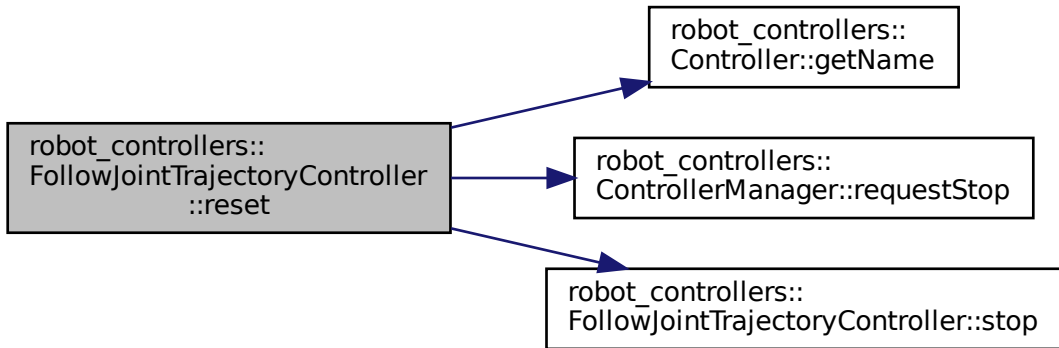 robot_controllers::
FollowJointTrajectoryController
::reset
robot_controllers::
Controller::getName
robot_controllers::
ControllerManager::requestStop
robot_controllers::
FollowJointTrajectoryController::stop